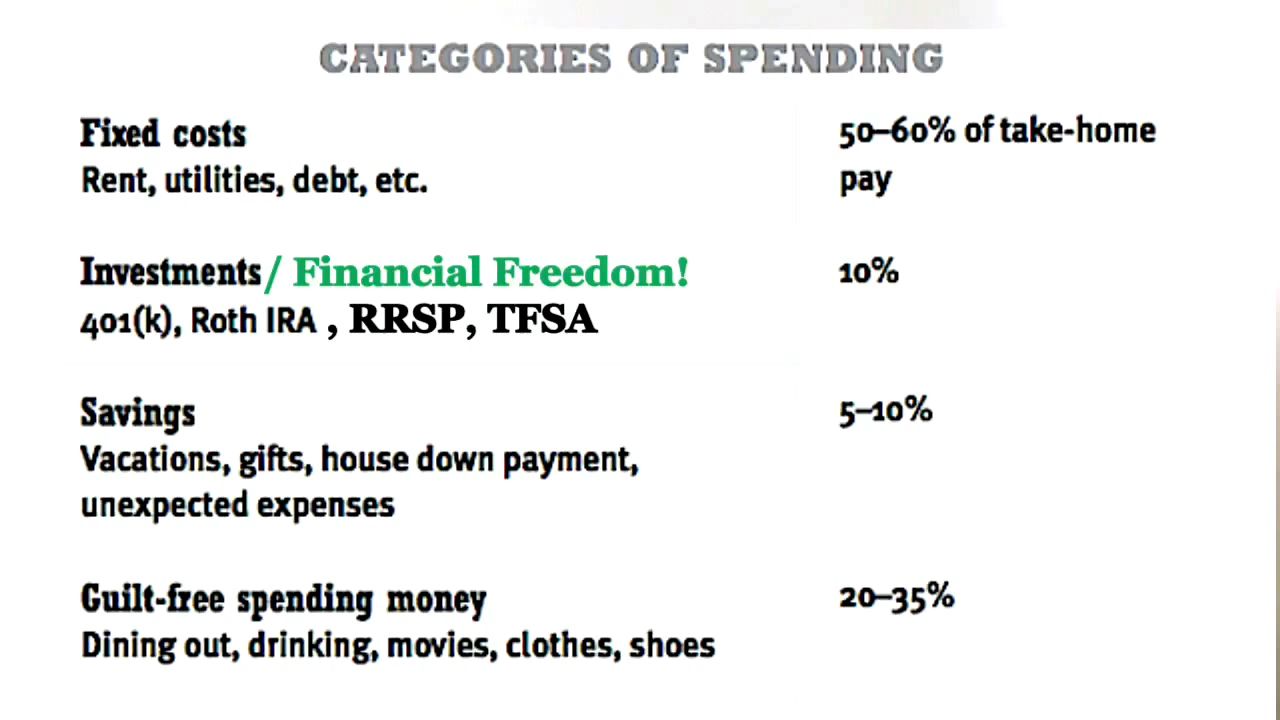 CATEGORIES OF SPENDING
Fixed costs
50–60% of take-home
Rent, utilities, debt, etc.
pay
Investments/ Financial Freedom!
10%
401(k), Roth IRA , RRSP, TFSA
Savings
5–10%
Vacations, gifts, house down payment,
unexpected expenses
Guilt-free spending money
20–35%
Dining out, drinking, movies, clothes, shoes